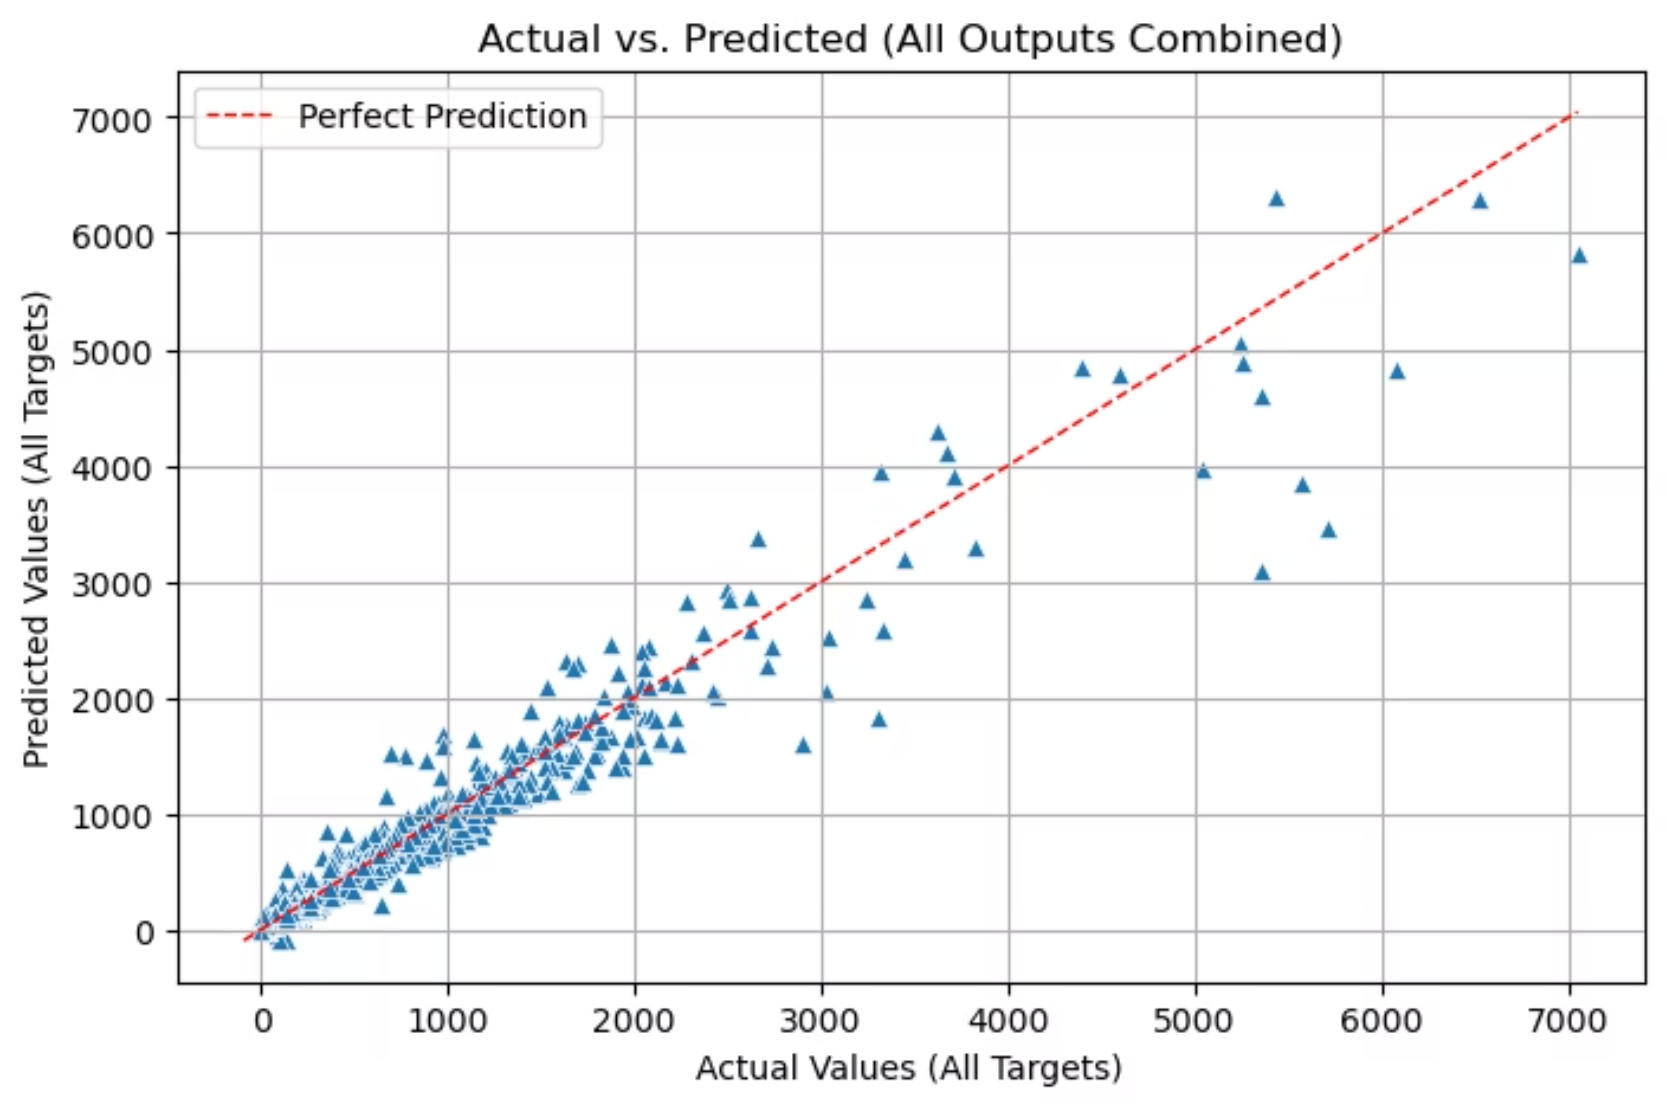 Actual vs. Predicted (All Outputs Combined)
Perfect Prediction
7000
6000
5000
4000
3000
2000
1000
0
Predicted Values (All Targets)
0 1000 2000 3000 4000 5000 6000 7000
Actual Values (All Targets)